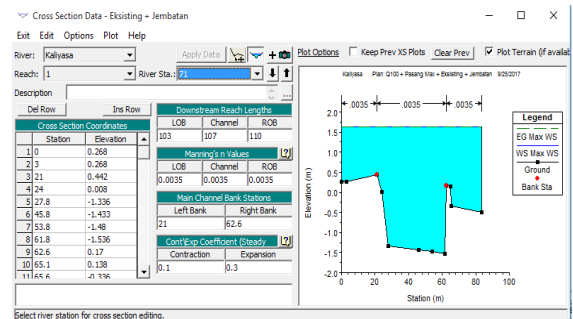 Cross Section Data - Eksisting + Jembatan
Exit Edit Options Plot Help
River: Kaliyasa Apply Data
Reach: 1 River Sta.: 71
Description
Del Row Ins Row
Cross Section Coordinates
Station Elevation
1 0 0.268
2 3 0.268
3 21 0.442
4 24 0.008
5 27.8 -1.336
6 45.8 -1.433
7 53.8 -1.48
8 61.8 -1.536
9 62.6 0.17
10 65.1 0.138
11 65.6 -0.336
Downstream Reach Lengths
LOB Channel ROB
103 107 110
Manning's n Values
LOB Channel ROB
0.0035 0.0035 0.0035
Main Channel Bank Stations
Left Bank Right Bank
21 62.6
Cont\Exp Coefficient (Steady
Contraction Expansion
0.1 0.3
Select river station for cross section editing.
Plot Options Keep Prev XS Plots Clear Prev Plot Terrain (if availab
Kaliyasa Plan: Q100 + Pasang Max + Eksisting + Jembatan 9/25/2017
.0035 .0035 .0035
Elevation (m)
2.0
1.5
1.0
0.5
0.0
-0.5
-1.0
-1.5
-2.0
0 20 40 60 80 100
Station (m)
Legend
EG Max WS
WS Max WS
Ground
Bank Sta